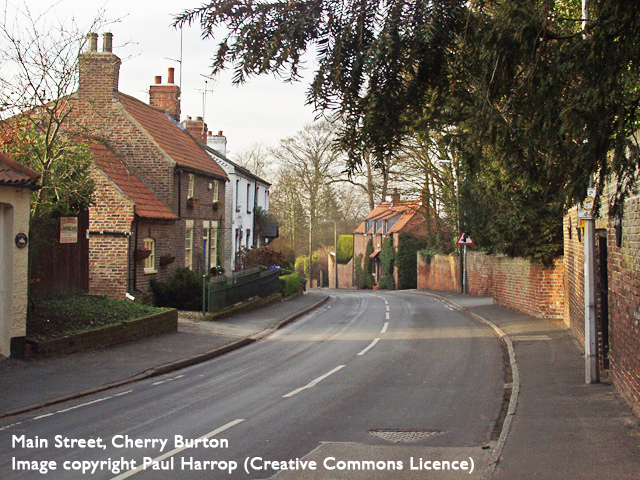 Main Street, Cherry Burton
Image copyright Paul Harrop (Creative Commons Licence)